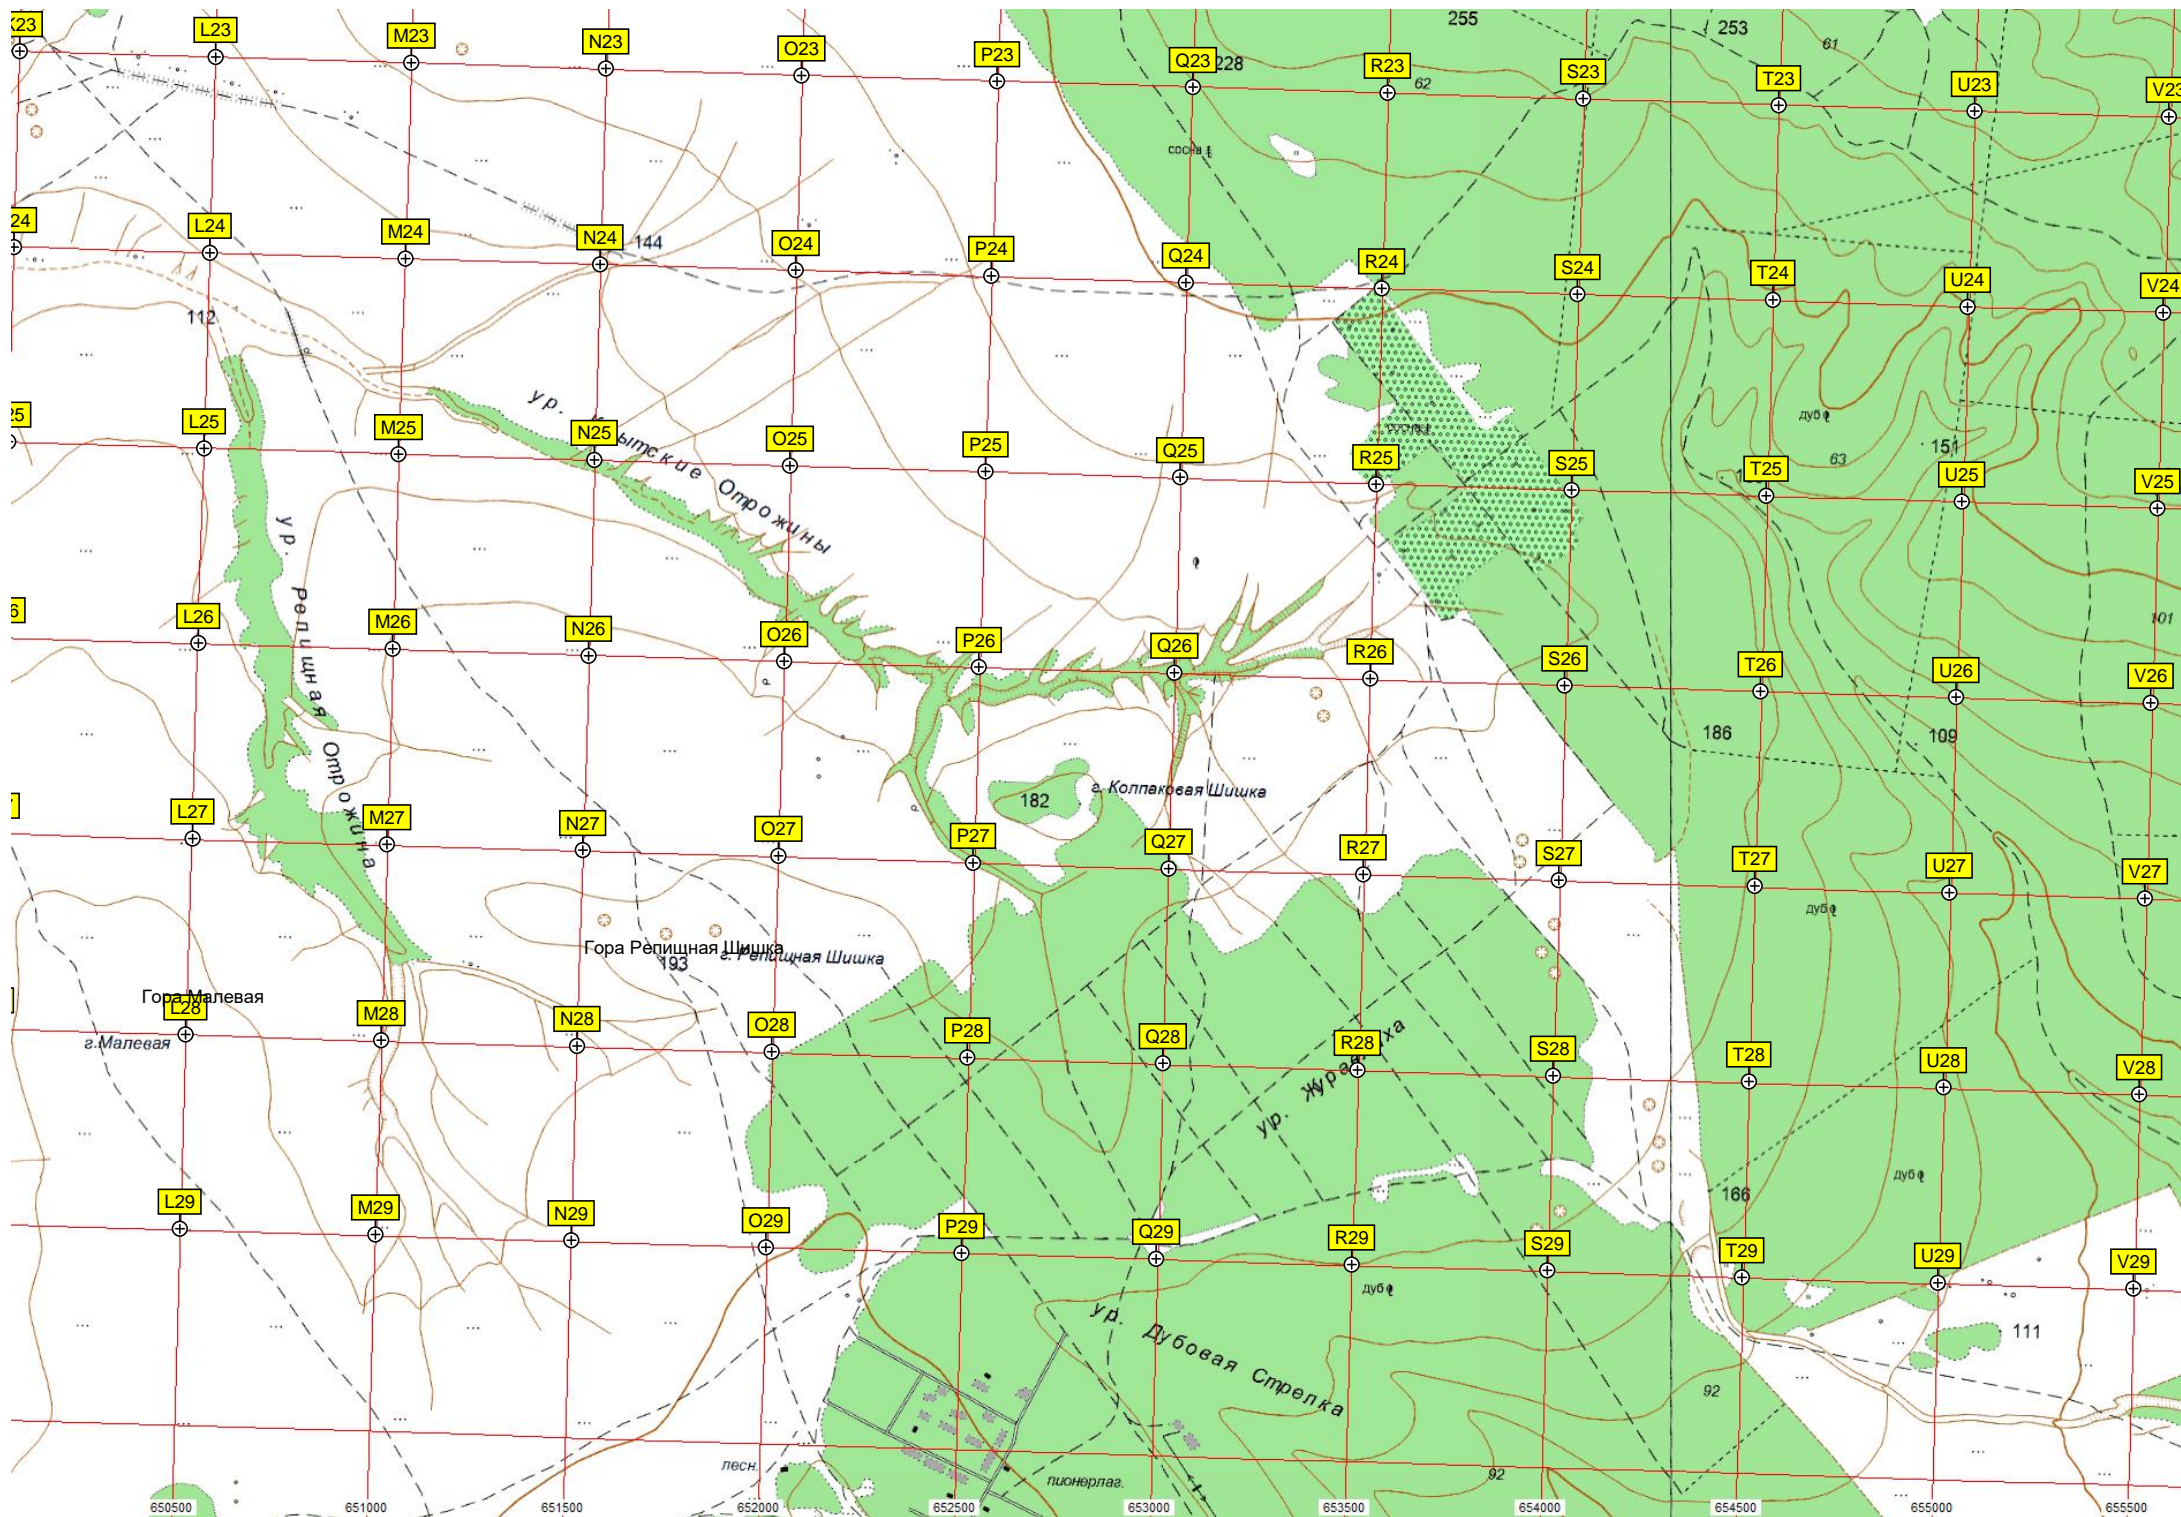 255
253
61
K23
L23
M23
N23
O23
P23
Q23
228
R23
62
S23
T23
U23
V23
сосна
24
L24
M24
N24
144
O24
P24
Q24
R24
S24
T24
U24
V24
112
ур.
дуб
25
L25
M25
N25
ытские Отрожины
O25
P25
Q25
R25
S25
T25
63
151
U25
V25
ур. Репищная Отрожина
6
L26
M26
N26
O26
P26
Q26
R26
S26
T26
U26
V26
101
186
109
182
г. Колпаковая Шишка
L27
M27
N27
O27
P27
Q27
R27
S27
T27
U27
V27
дуб
Гора Репищная Шишка
193
г. Репищная Шишка
Гора Малевая
L28
M28
N28
O28
P28
Q28
R28
S28
T28
U28
V28
г.Малевая
ур.
дуб
166
L29
M29
N29
O29
P29
Q29
R29
S29
T29
U29
V29
дуб
111
ур. Дубовая Стрелка
92
лесн.
пионерлаг.
92
650500
651000
651500
652000
652500
653000
653500
654000
654500
655000
655500